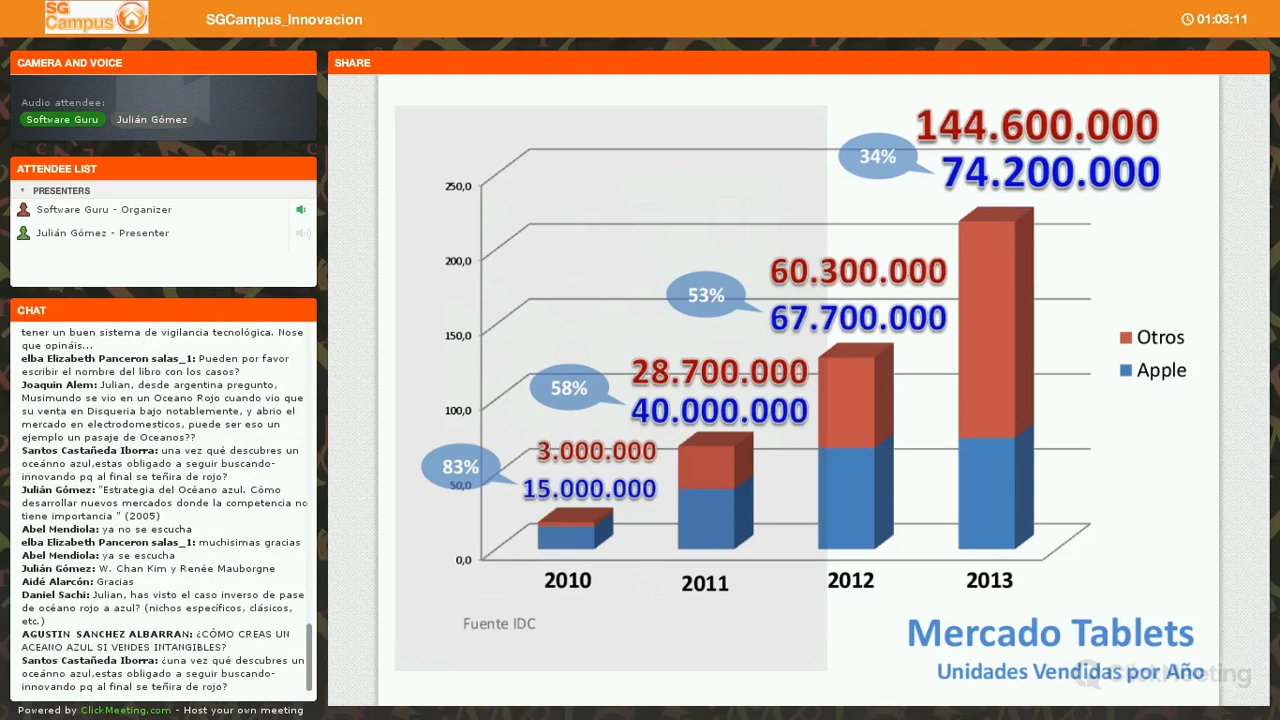 SG
Campus
SGCampus_Innovacion
01:03:11
CAMERA AND VOICE
Audio attendee:
Software Guru
Julián Gómez
ATTENDEE LIST
PRESENTERS
Software Guru - Organizer
Julián Gómez - Presenter
CHAT
tener un buen sistema de vigilancia tecnológica. Nose
que opináis...
elba Elizabeth Panceron salas_1: Pueden por favor
escribir el nombre del libro con los casos?
Joaquin Alem: Julian, desde argentina pregunto,
Musimundo se vio en un Oceano Rojo cuando vio que
su venta en Disqueria bajo notablemente, y abrio el
mercado en electrodomesticos, puede ser eso un
ejemplo un pasaje de Oceanos??
Santos Castañeda Iborra: una vez qué descubres un
oceánno azul,estas obligado a seguir buscando-
innovando pq al final se teñira de rojo?
Julián Gómez: "Estrategia del Océano azul. Cómo
desarrollar nuevos mercados donde la competencia no
tiene importancia " (2005)
Abel Mendiola: ya no se escucha
elba Elizabeth Panceron salas_1: muchisimas gracias
Abel Mendiola: ya se escucha
Julián Gómez: W. Chan Kim y Renée Mauborgne
Aidé Alarcón: Gracias
Daniel Sachi: Julian, has visto el caso inverso de pase
de océano rojo a azul? (nichos específicos, clásicos,
etc.)
AGUSTIN SANCHEZ ALBARRAN: ¿CÓMO CREAS UN
ACEANO AZUL SI VENDES INTANGIBLES?
Santos Castañeda Iborra: ¿una vez qué descubres un
oceánno azul,estas obligado a seguir buscando-
innovando pq al final se teñira de rojo?
Powered by ClickMeeting.com - Host your own meeting
SHARE
144.600.000
34%
74.200.000
250,0
200,0
60.300.000
53%
67.700.000
150,0
Otros
28.700.000
Apple
58%
40.000.000
100,0
3.000.000
83%
15.000.000
50,0
0,0
2010
2011
2012
2013
Fuente IDC
Mercado Tablets
Unidades Vendidas por Año
ClickMeeting